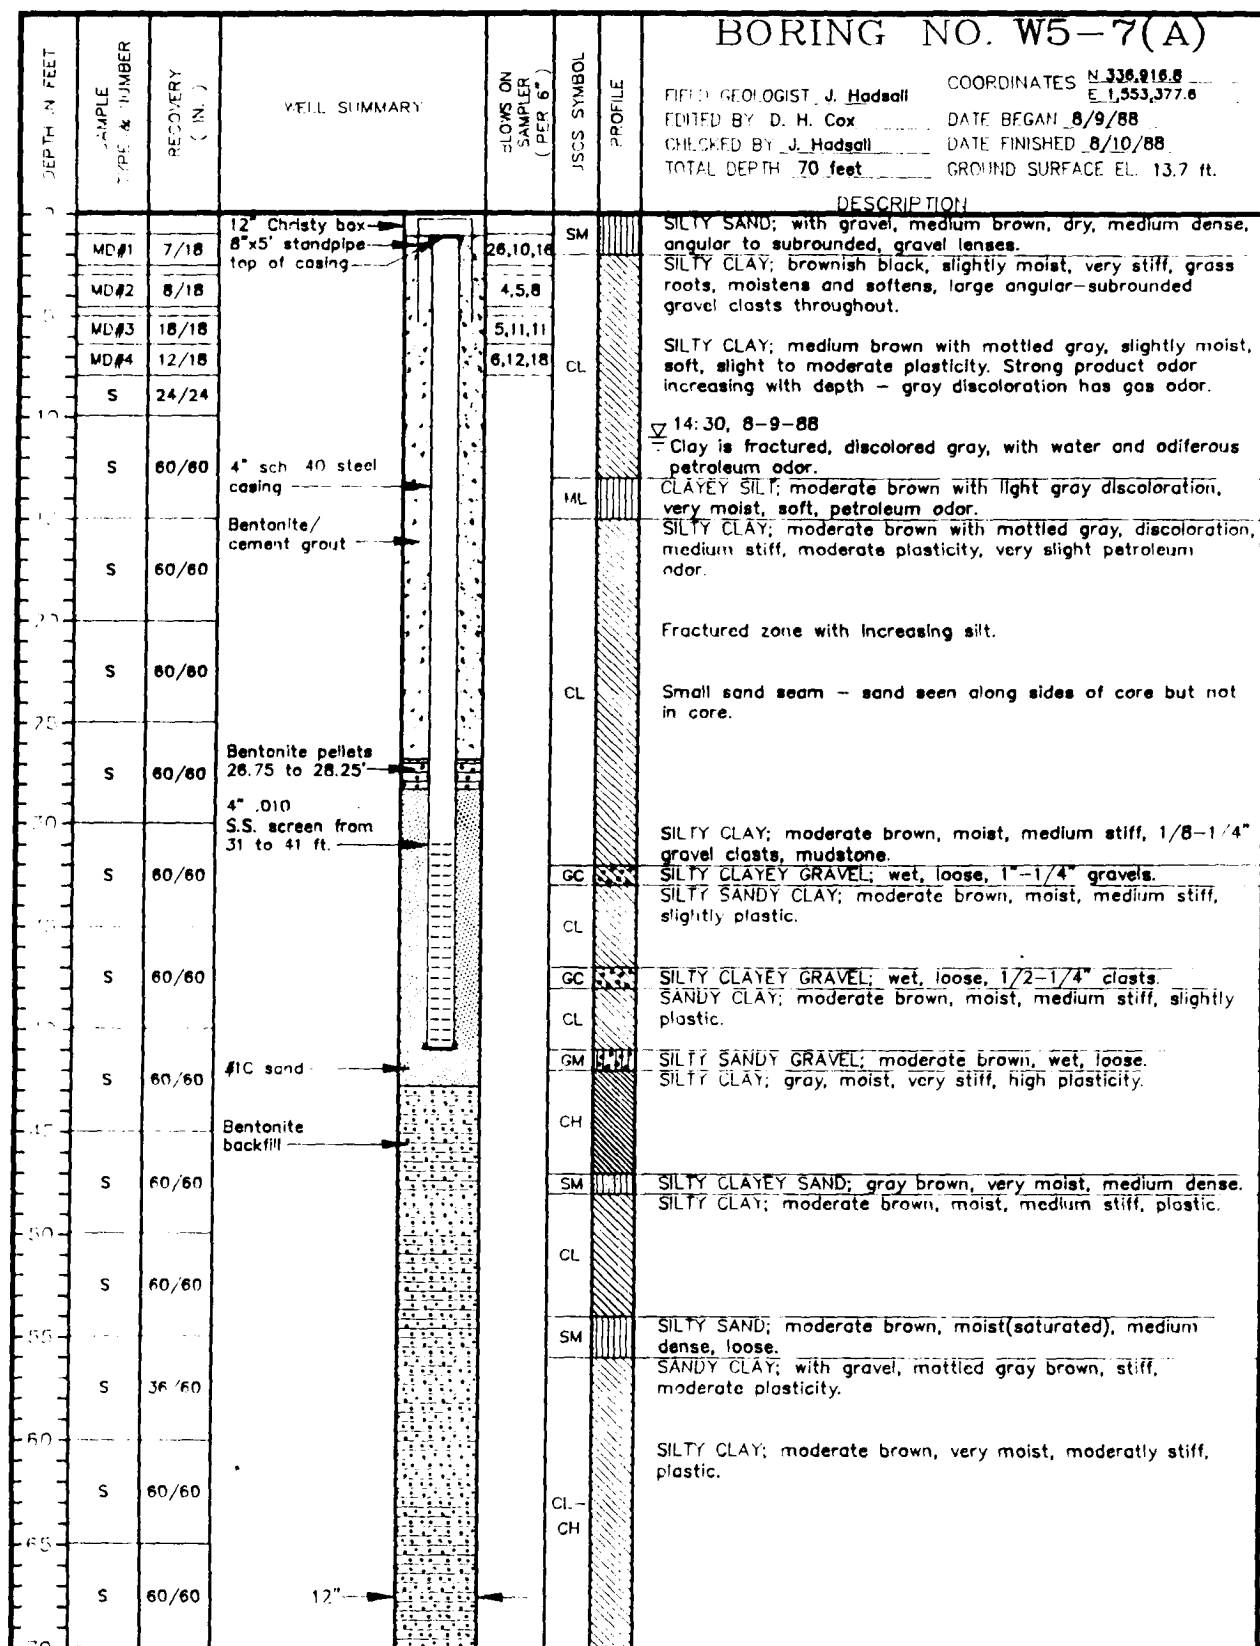 BORING NO. W5-7(A)
FIELD GEOLOGIST J. Hadsall
EDITED BY D. H. Cox
CHECKED BY J. Hadsall
TOTAL DEPTH 70 feet
COORDINATES N 336,916.8
E 1,553,377.6
DATE BEGAN 8/9/88
DATE FINISHED 8/10/88
GROUND SURFACE EL. 13.7 ft.
DEPTH IN FEET
SAMPLE
TYPE & NUMBER
RECOVERY
( IN. )
WELL SUMMARY
BLOWS ON
SAMPLER
( PER 6" )
USCS SYMBOL
PROFILE
DESCRIPTION
MD#1 7/18 26,10,16
MD#2 8/18 4,5,8
MD#3 18/18 5,11,11
MD#4 12/18 6,12,18
S 24/24
S 60/60
S 60/60
S 60/60
S 60/60
S 60/60
S 60/60
S 60/60
S 60/60
S 60/60
S 36/60
S 60/60
S 60/60
10
20
25
30
45
50
55
60
65
70
12" Christy box
8"x5' standpipe
top of casing
4" sch 40 steel
casing
Bentonite/
cement grout
Bentonite pellets
26.75 to 28.25'
4" .010
S.S. screen from
31 to 41 ft.
#1C sand
Bentonite
backfill
12"
SM
CL
ML
CL
GC
CL
GC
CL
GM
CH
SM
CL
SM
CL-
CH
SILTY SAND; with gravel, medium brown, dry, medium dense,
angular to subrounded, gravel lenses.
SILTY CLAY; brownish black, slightly moist, very stiff, grass
roots, moistens and softens, large angular-subrounded
gravel clasts throughout.
SILTY CLAY; medium brown with mottled gray, slightly moist,
soft, slight to moderate plasticity. Strong product odor
increasing with depth - gray discoloration has gas odor.
14:30, 8-9-88
Clay is fractured, discolored gray, with water and odiferous
petroleum odor.
CLAYEY SILT; moderate brown with light gray discoloration,
very moist, soft, petroleum odor.
SILTY CLAY; moderate brown with mottled gray, discoloration,
medium stiff, moderate plasticity, very slight petroleum
odor.
Fractured zone with increasing silt.
Small sand seam - sand seen along sides of core but not
in core.
SILTY CLAY; moderate brown, moist, medium stiff, 1/8-1/4"
gravel clasts, mudstone.
SILTY CLAYEY GRAVEL; wet, loose, 1"-1/4" gravels.
SILTY SANDY CLAY; moderate brown, moist, medium stiff,
slightly plastic.
SILTY CLAYEY GRAVEL; wet, loose, 1/2-1/4" clasts.
SANDY CLAY; moderate brown, moist, medium stiff, slightly
plastic.
SILTY SANDY GRAVEL; moderate brown, wet, loose.
SILTY CLAY; gray, moist, very stiff, high plasticity.
SILTY CLAYEY SAND; gray brown, very moist, medium dense.
SILTY CLAY; moderate brown, moist, medium stiff, plastic.
SILTY SAND; moderate brown, moist(saturated), medium
dense, loose.
SANDY CLAY; with gravel, mottled gray brown, stiff,
moderate plasticity.
SILTY CLAY; moderate brown, very moist, moderatly stiff,
plastic.